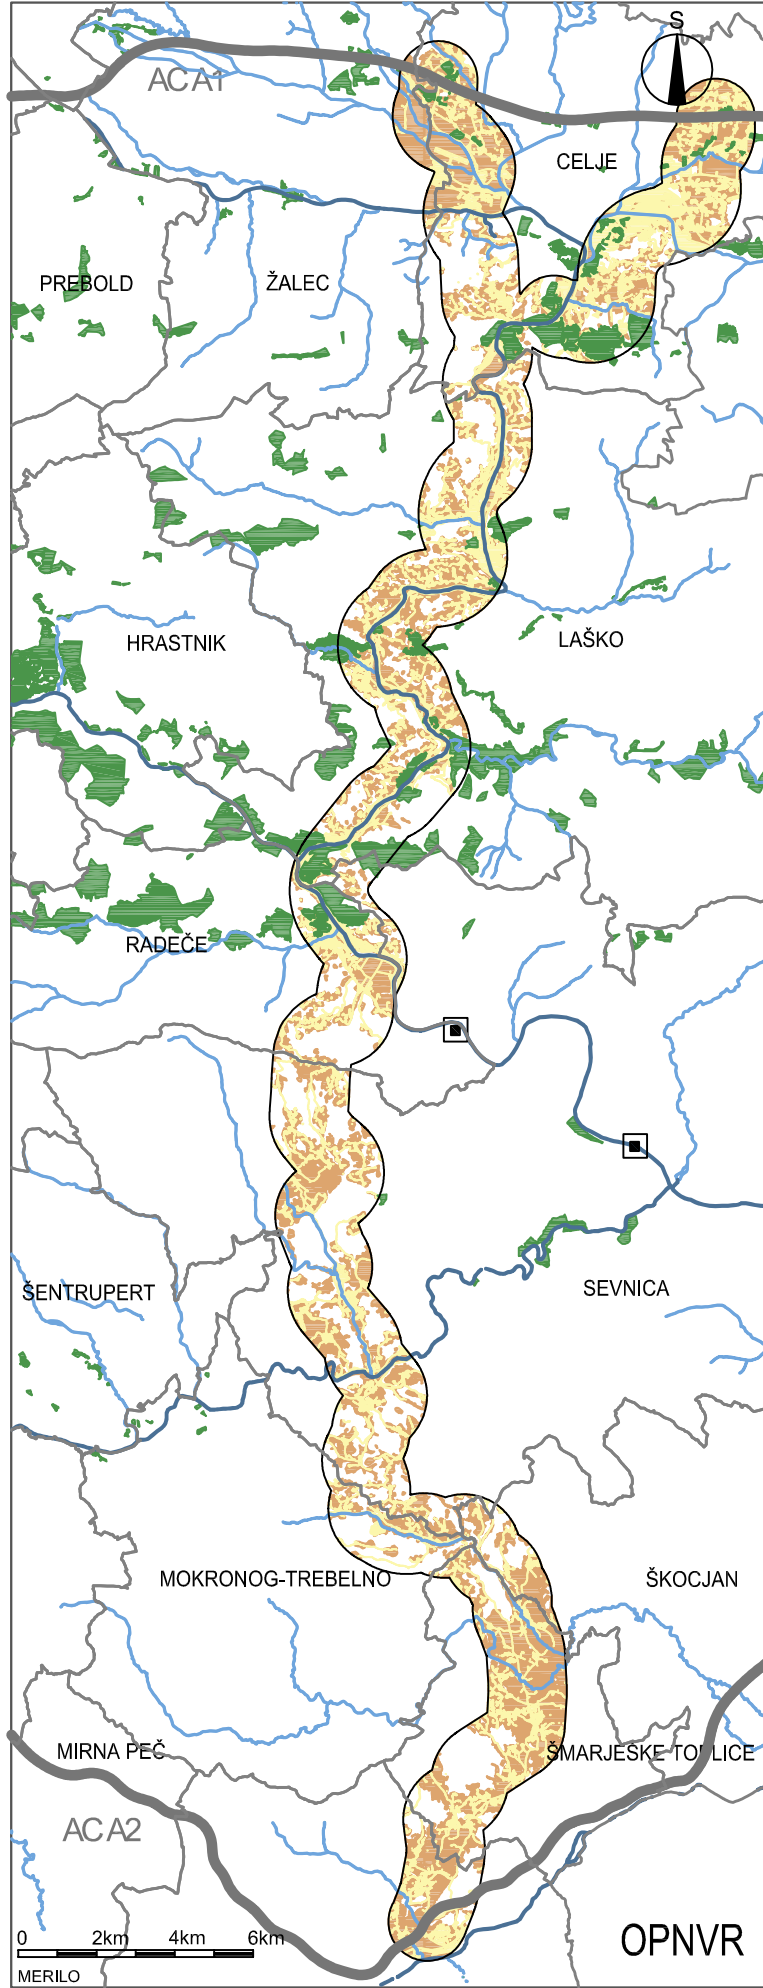 S
ACA1
CELJE
PREBOLD
ŽALEC
HRASTNIK
LAŠKO
RADEČE
ŠENTRUPERT
SEVNICA
MOKRONOG-TREBELNO
ŠKOCJAN
MIRNA PEČ
ŠMARJEŠKE TOPLICE
ACA2
0 2km 4km 6km
MERILO
OPNVR